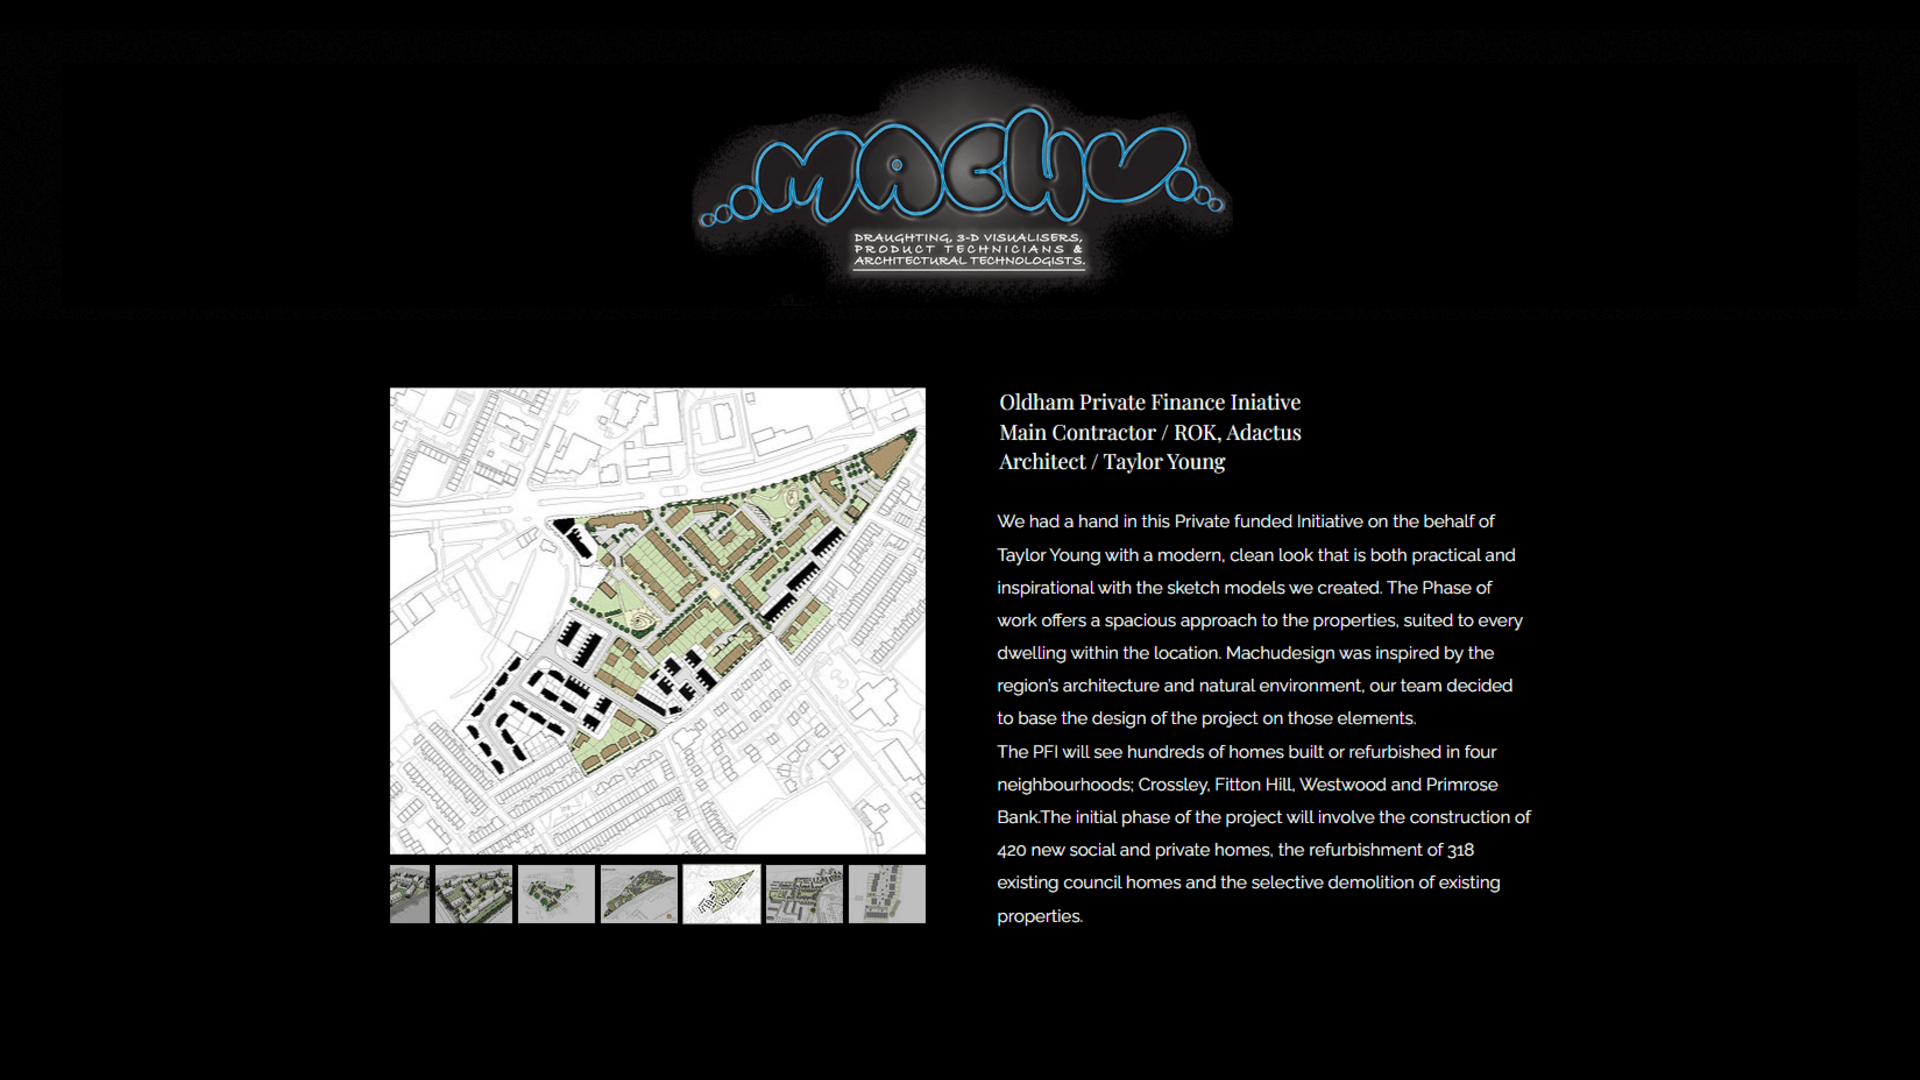 MACHU
DRAUGHTING, 3-D VISUALISERS,
PRODUCT TECHNICIANS &
ARCHITECTURAL TECHNOLOGISTS.
Oldham Private Finance Iniative
Main Contractor / ROK, Adactus
Architect / Taylor Young
We had a hand in this Private funded Initiative on the behalf of
Taylor Young with a modern, clean look that is both practical and
inspirational with the sketch models we created. The Phase of
work offers a spacious approach to the properties, suited to every
dwelling within the location. Machudesign was inspired by the
region's architecture and natural environment, our team decided
to base the design of the project on those elements.
The PFI will see hundreds of homes built or refurbished in four
neighbourhoods; Crossley, Fitton Hill, Westwood and Primrose
Bank.The initial phase of the project will involve the construction of
420 new social and private homes, the refurbishment of 318
existing council homes and the selective demolition of existing
properties.